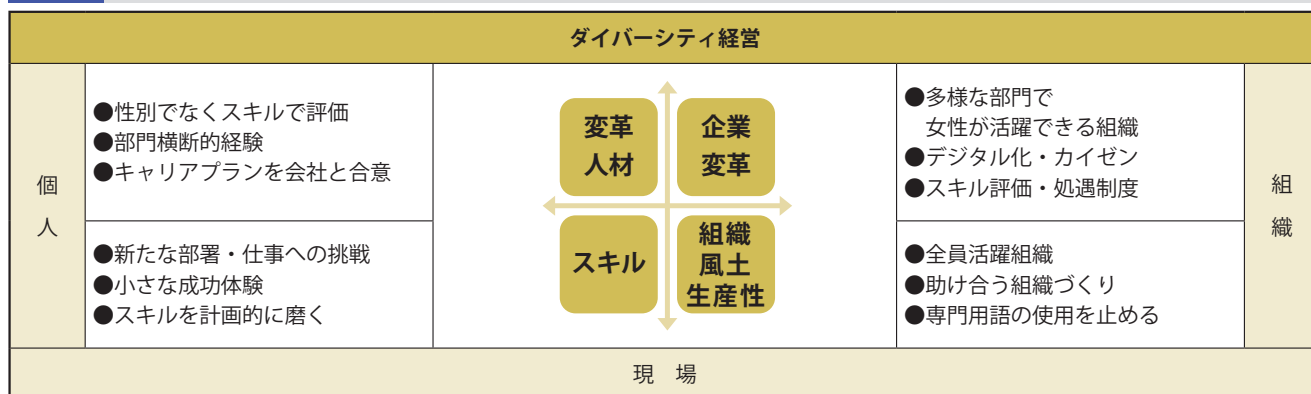 ダイバーシティ経営
個人
●性別でなくスキルで評価
●部門横断的経験
●キャリアプランを会社と合意
●新たな部署・仕事への挑戦
●小さな成功体験
●スキルを計画的に磨く
変革
人材
企業
変革
スキル
組織
風土
生産性
●多様な部門で
女性が活躍できる組織
●デジタル化・カイゼン
●スキル評価・処遇制度
●全員活躍組織
●助け合う組織づくり
●専門用語の使用を止める
組織
現 場